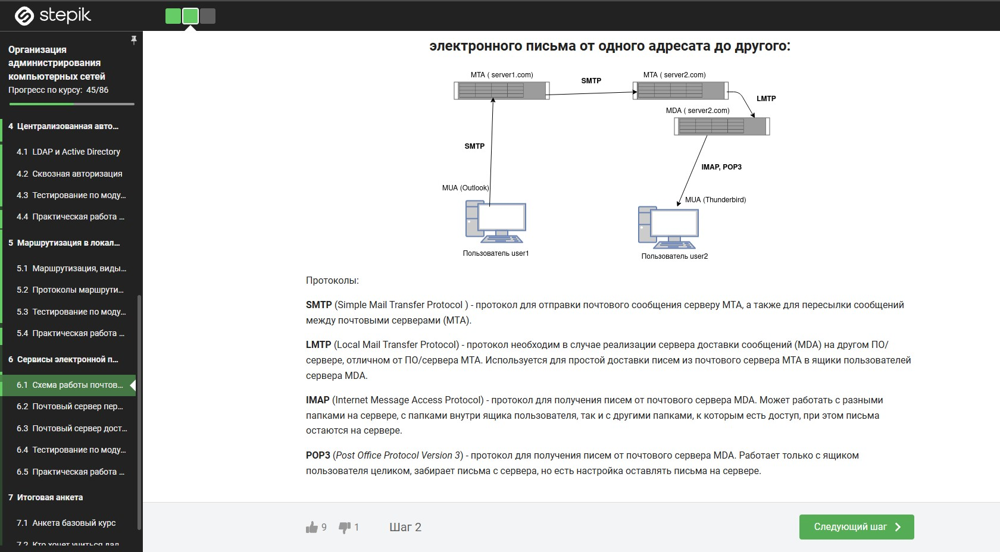 stepik
Организация
администрирования
компьютерных сетей
Прогресс по курсу: 45/86
4 Централизованная авто...
4.1 LDAP и Active Directory
4.2 Сквозная авторизация
4.3 Тестирование по моду...
4.4 Практическая работа ...
5 Маршрутизация в локал...
5.1 Маршрутизация, виды...
5.2 Протоколы маршрути...
5.3 Тестирование по моду...
5.4 Практическая работа ...
6 Сервисы электронной п...
6.1 Схема работы почтов...
6.2 Почтовый сервер пер...
6.3 Почтовый сервер дост...
6.4 Тестирование по моду...
6.5 Практическая работа ...
7 Итоговая анкета
7.1 Анкета базовый курс
7.2 Кто хочет учиться дал
электронного письма от одного адресата до другого:
MTA ( server1.com)
SMTP
MTA ( server2.com)
LMTP
MDA ( server2.com)
SMTP
IMAP, POP3
MUA (Outlook)
MUA (Thunderbird)
Пользователь user1
Пользователь user2
Протоколы:
SMTP (Simple Mail Transfer Protocol ) - протокол для отправки почтового сообщения серверу MTA, а также для пересылки сообщений
между почтовыми серверами (MTA).
LMTP (Local Mail Transfer Protocol) - протокол необходим в случае реализации сервера доставки сообщений (MDA) на другом ПО/
сервере, отличном от ПО/сервера MTA. Используется для простой доставки писем из почтового сервера MTA в ящики пользователей
сервера MDA.
IMAP (Internet Message Access Protocol) - протокол для получения писем от почтового сервера MDA. Может работать с разными
папками на сервере, с папками внутри ящика пользователя, так и с другими папками, к которым есть доступ, при этом письма
остаются на сервере.
POP3 (Post Office Protocol Version 3) - протокол для получения писем от почтового сервера MDA. Работает только с ящиком
пользователя целиком, забирает письма с сервера, но есть настройка оставлять письма на сервере.
9 1 Шаг 2
Следующий шаг